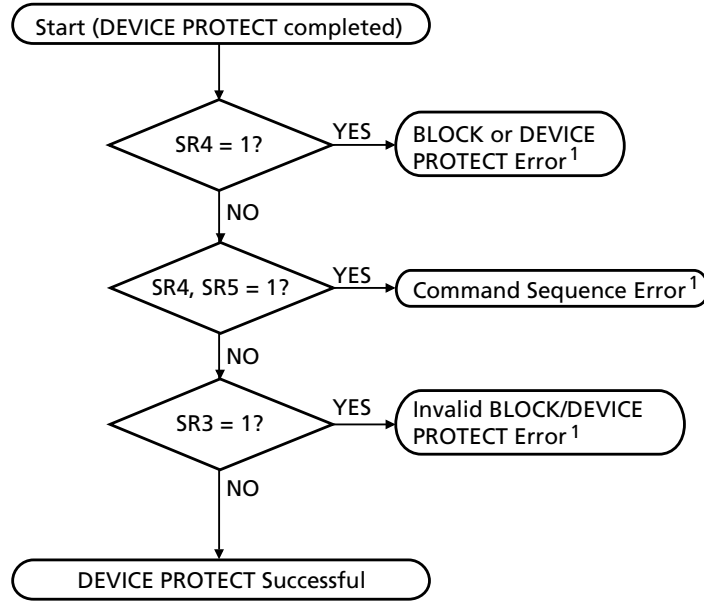 Start (DEVICE PROTECT completed)
SR4 = 1?
YES
BLOCK or DEVICE
PROTECT Error 1
NO
SR4, SR5 = 1?
YES
Command Sequence Error 1
NO
SR3 = 1?
YES
Invalid BLOCK/DEVICE
PROTECT Error 1
NO
DEVICE PROTECT Successful